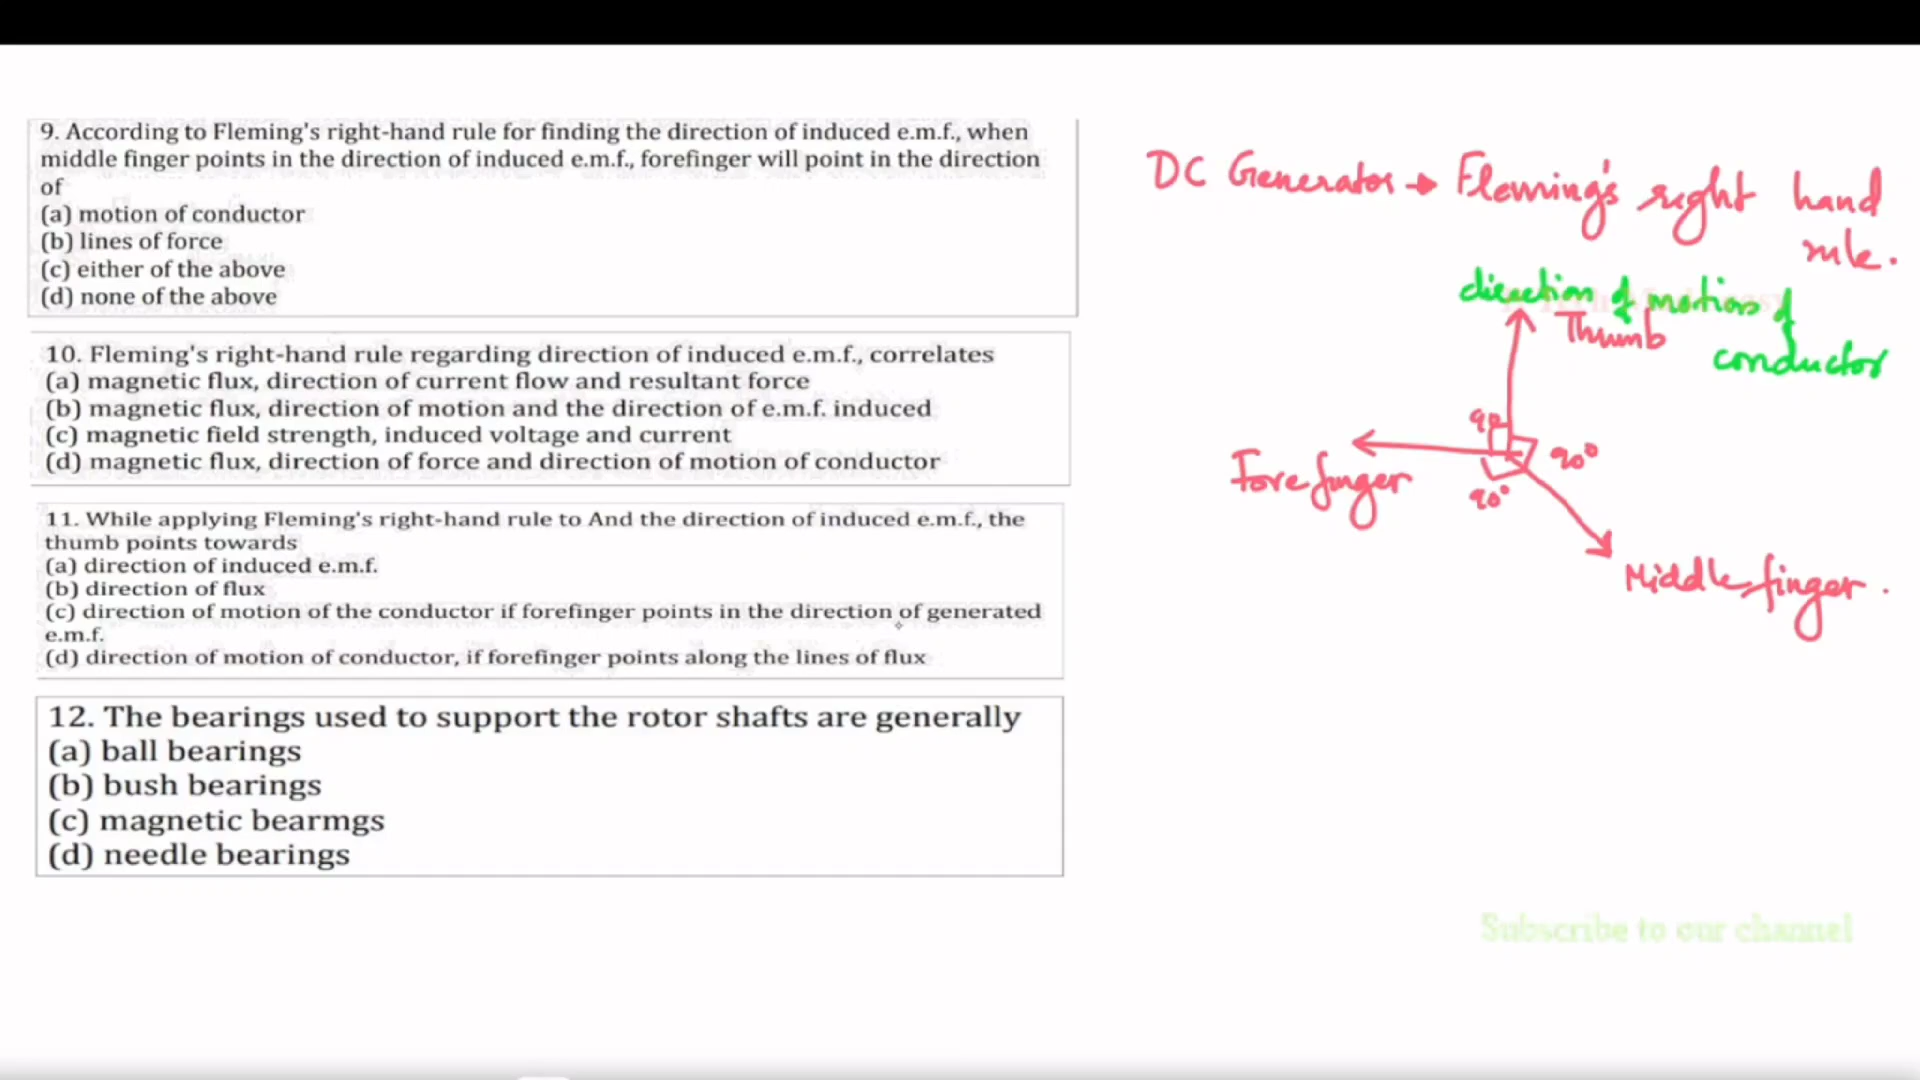 9. According to Fleming's right-hand rule for finding the direction of induced e.m.f., when
middle finger points in the direction of induced e.m.f., forefinger will point in the direction
of
(a) motion of conductor
(b) lines of force
(c) either of the above
(d) none of the above
10. Fleming's right-hand rule regarding direction of induced e.m.f., correlates
(a) magnetic flux, direction of current flow and resultant force
(b) magnetic flux, direction of motion and the direction of e.m.f. induced
(c) magnetic field strength, induced voltage and current
(d) magnetic flux, direction of force and direction of motion of conductor
11. While applying Fleming's right-hand rule to And the direction of induced e.m.f., the
thumb points towards
(a) direction of induced e.m.f.
(b) direction of flux
(c) direction of motion of the conductor if forefinger points in the direction of generated
e.m.f.
(d) direction of motion of conductor, if forefinger points along the lines of flux
12. The bearings used to support the rotor shafts are generally
(a) ball bearings
(b) bush bearings
(c) magnetic bearmgs
(d) needle bearings
DC Generator → Fleming's right hand
rule.
direction of motion of
Thumb
conductor
90
90°
Forefinger
90°
Middle finger.
Subscribe to our channel